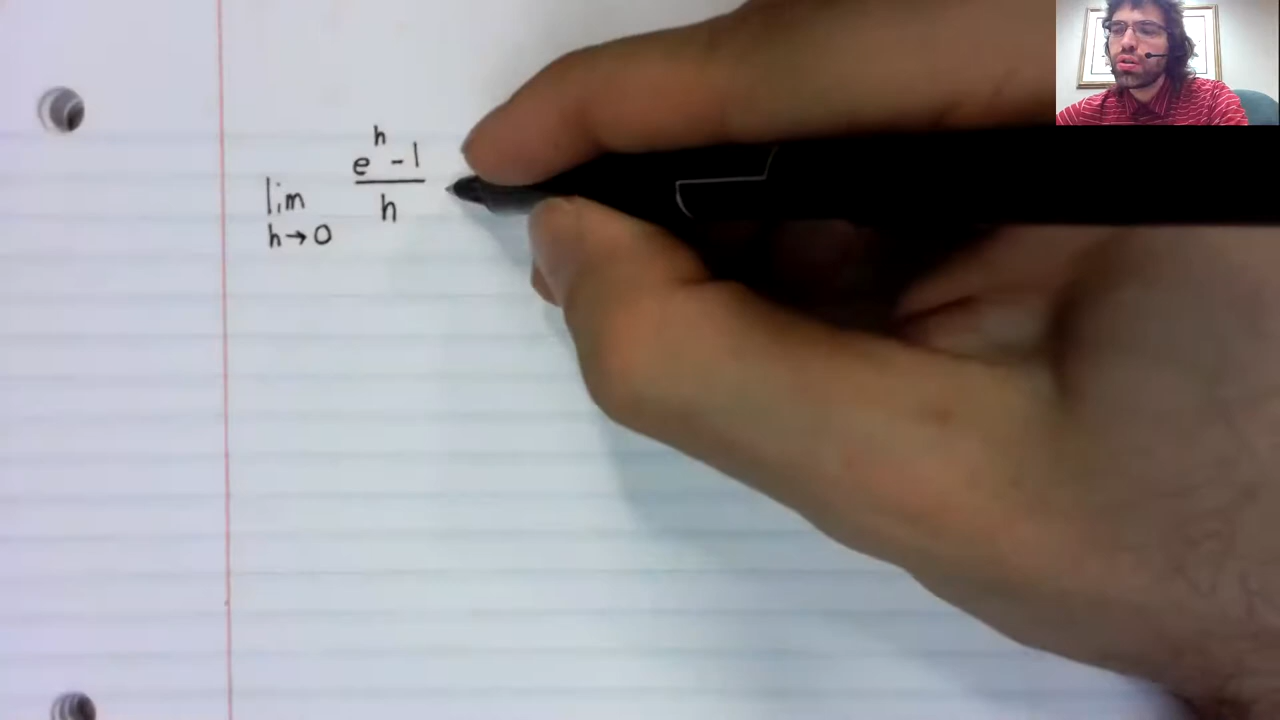 lim e^h - 1 / h
h → 0